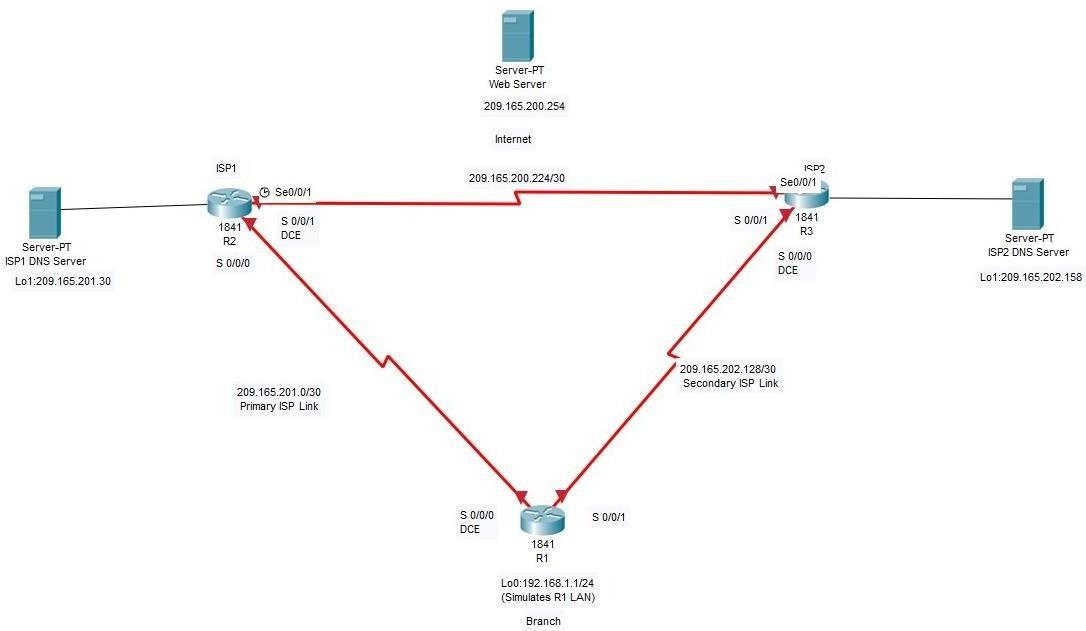 Server-PT
Web Server
209.165.200.254
Internet
209.165.200.224/30
ISP1
Se0/0/1
S 0/0/1
DCE
1841
R2
S 0/0/0
Server-PT
ISP1 DNS Server
Lo1:209.165.201.30
ISP2
Se0/0/1
S 0/0/1
1841
R3
S 0/0/0
DCE
Server-PT
ISP2 DNS Server
Lo1:209.165.202.158
209.165.201.0/30
Primary ISP Link
209.165.202.128/30
Secondary ISP Link
S 0/0/0
DCE
S 0/0/1
1841
R1
Lo0:192.168.1.1/24
(Simulates R1 LAN)
Branch